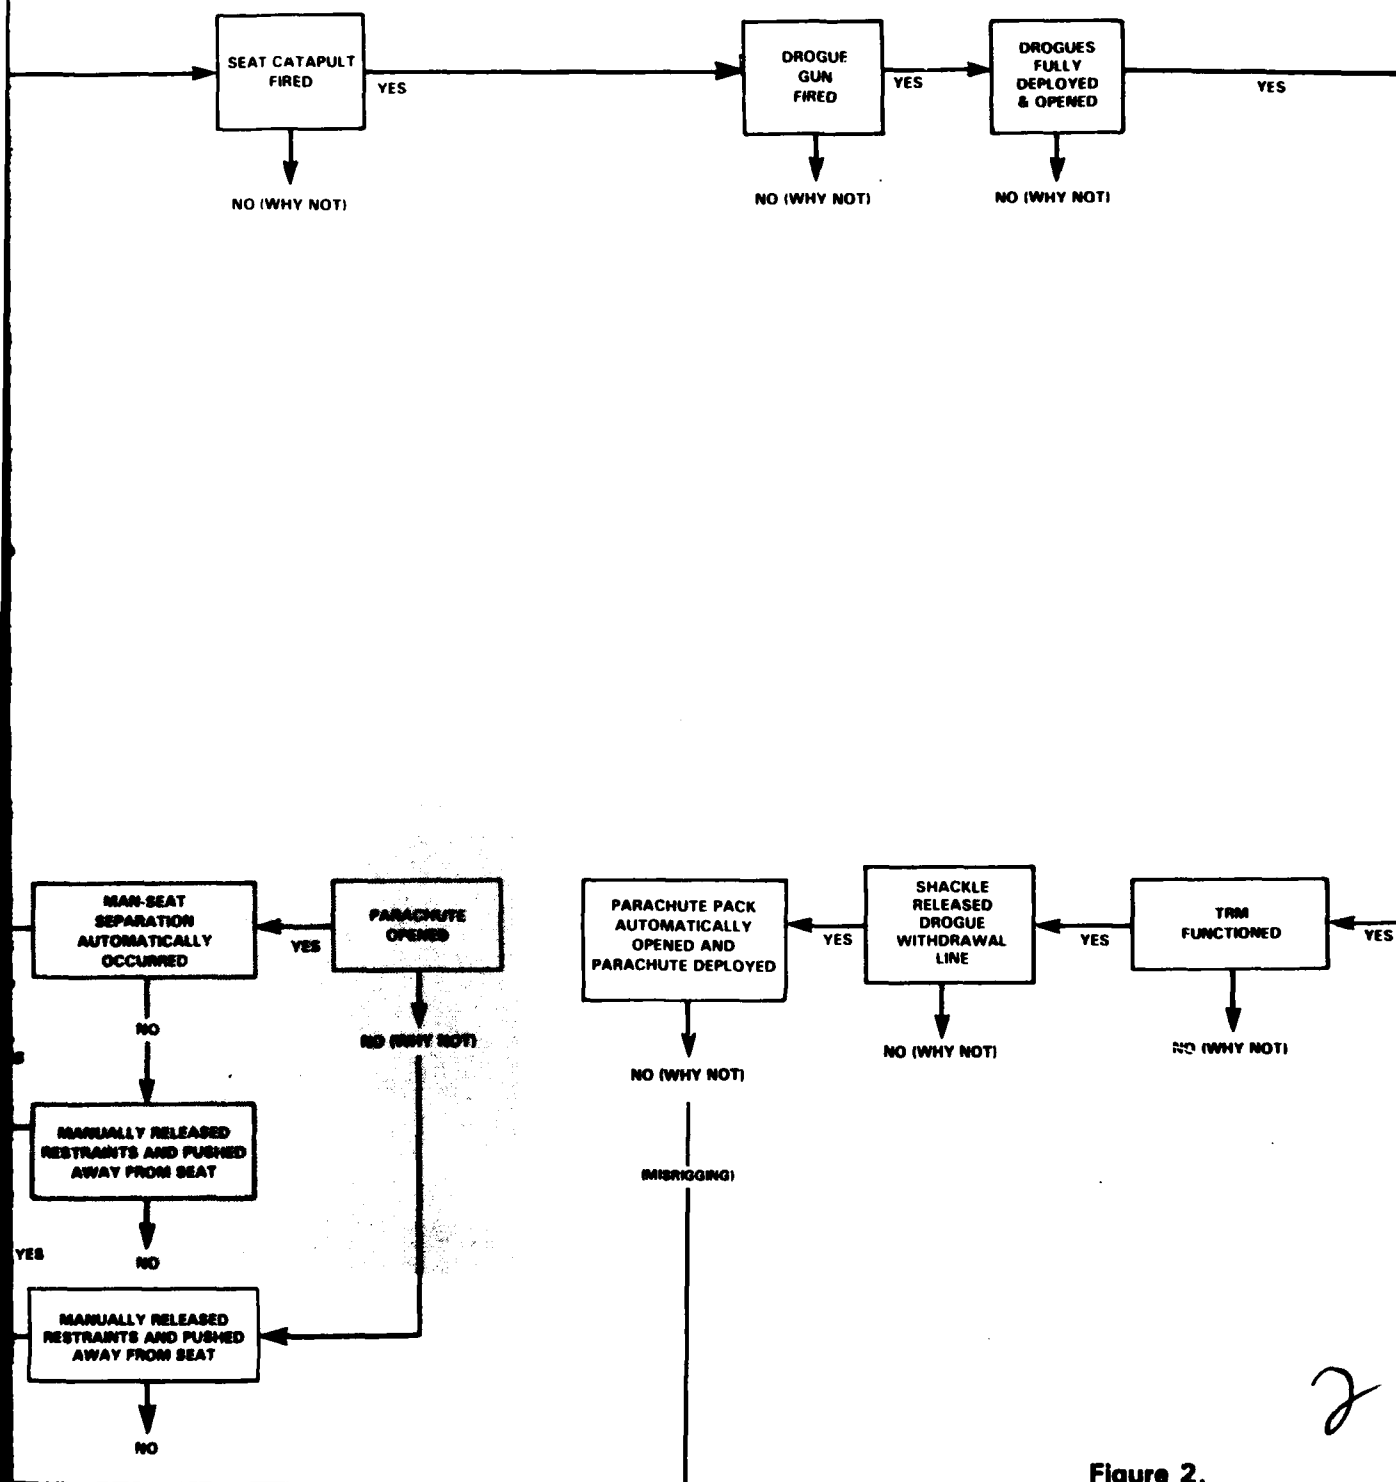 SEAT CATAPULT
FIRED
YES
NO (WHY NOT)
DROGUE
GUN
FIRED
YES
NO (WHY NOT)
DROGUES
FULLY
DEPLOYED
& OPENED
YES
NO (WHY NOT)
MAN-SEAT
SEPARATION
AUTOMATICALLY
OCCURRED
YES
PARACHUTE
OPENED
PARACHUTE PACK
AUTOMATICALLY
OPENED AND
PARACHUTE DEPLOYED
YES
SHACKLE
RELEASED
DROGUE
WITHDRAWAL
LINE
YES
TRM
FUNCTIONED
YES
NO
NO (WHY NOT)
NO (WHY NOT)
NO (WHY NOT)
NO (WHY NOT)
S
MANUALLY RELEASED
RESTRAINTS AND PUSHED
AWAY FROM SEAT
(MISRIGGING)
YES
NO
MANUALLY RELEASED
RESTRAINTS AND PUSHED
AWAY FROM SEAT
NO
2
Figure 2.